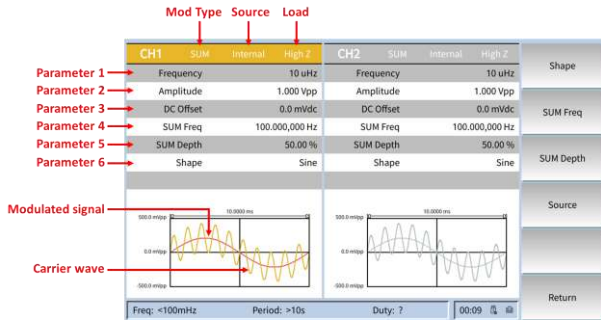 Mod Type Source Load
CH1 SUM Internal High Z CH2 SUM Internal High Z
Parameter 1 Frequency 10 uHz Frequency 10 uHz
Parameter 2 Amplitude 1.000 Vpp Amplitude 1.000 Vpp
Parameter 3 DC Offset 0.0 mVdc DC Offset 0.0 mVdc
Parameter 4 SUM Freq 100.000,000 Hz SUM Freq 100.000,000 Hz
Parameter 5 SUM Depth 50.00 % SUM Depth 50.00 %
Parameter 6 Shape Sine Shape Sine
Modulated signal
Carrier wave
10.0000 ms 10.0000 ms
500.0 mVpp 500.0 mVpp
0.0 mVpp 0.0 mVpp
-500.0 mVpp -500.0 mVpp
Freq: <100mHz Period: >10s Duty: ? 00:09
Shape
SUM Freq
SUM Depth
Source
Return